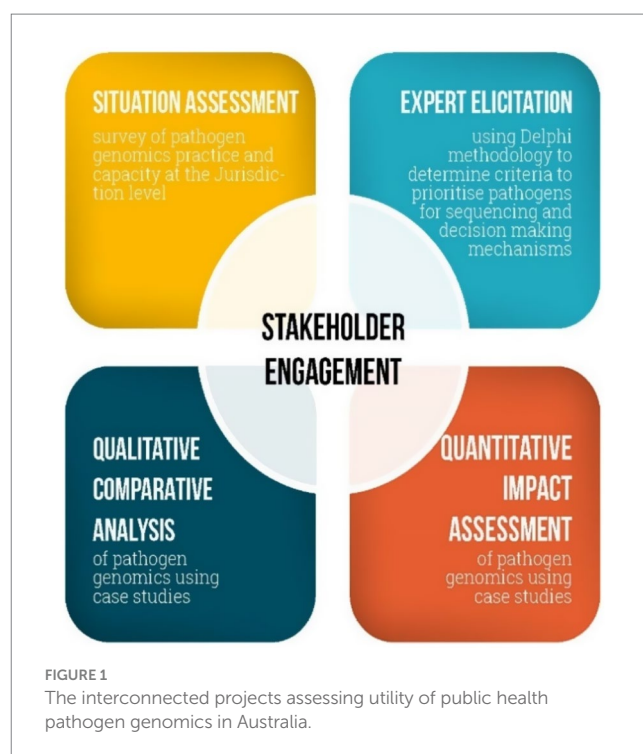 SITUATION ASSESSMENT
survey of pathogen
genomics practice and
capacity at the Jurisdic-
tion level
EXPERT ELICITATION
using Delphi
methodology to
determine criteria to
prioritise pathogens
for sequencing and
decision making
mechanisms
STAKEHOLDER
ENGAGEMENT
QUALITATIVE
COMPARATIVE
ANALYSIS
of pathogen
genomics using
case studies
QUANTITATIVE
IMPACT
ASSESSMENT
of pathogen
genomics using
case studies
FIGURE 1
The interconnected projects assessing utility of public health
pathogen genomics in Australia.